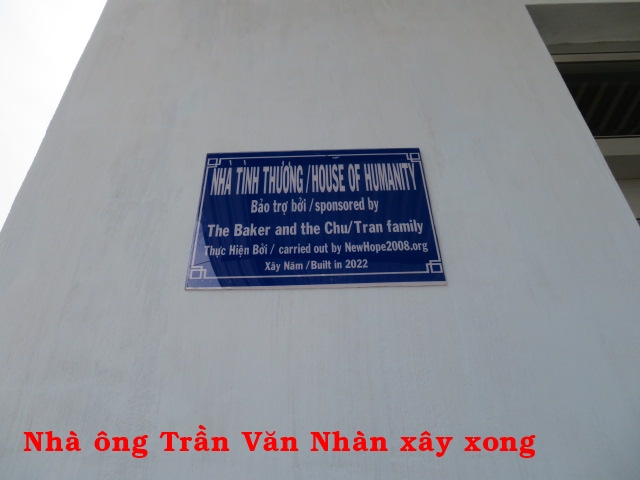 NHÀ TÌNH THƯƠNG / HOUSE OF HUMANITY
Bảo trợ bởi / sponsored by
The Baker and the Chu/Tran family
Thực Hiện Bởi / carried out by NewHope2008.org
Xây Năm / Built in 2022
Nhà ông Trần Văn Nhàn xây xong